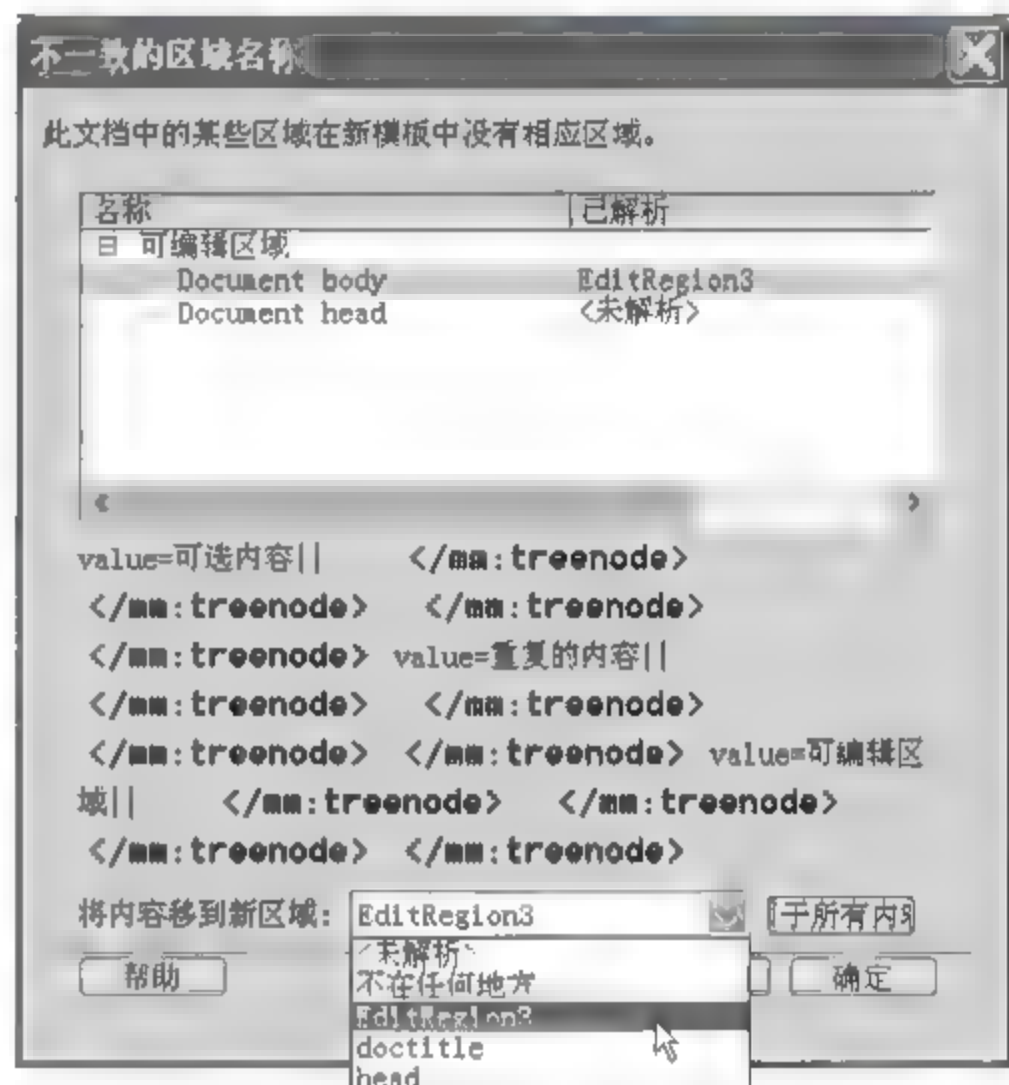 不一致的区域名称
此文档中的某些区域在新模板中没有相应区域。
名称 已解析
日 可编辑区域
Document body EditRegion3
Document head <未解析>
value=可选内容|| </mm:treenode>
</mm:treenode> </mm:treenode>
</mm:treenode> value=重复的内容||
</mm:treenode> </mm:treenode>
</mm:treenode> </mm:treenode> value=可编辑区
域|| </mm:treenode> </mm:treenode>
</mm:treenode> </mm:treenode>
将内容移到新区域： EditRegion3 于所有内
<未解析>
帮助 确定
不在任何地方
EditRegion3
doctitle
head